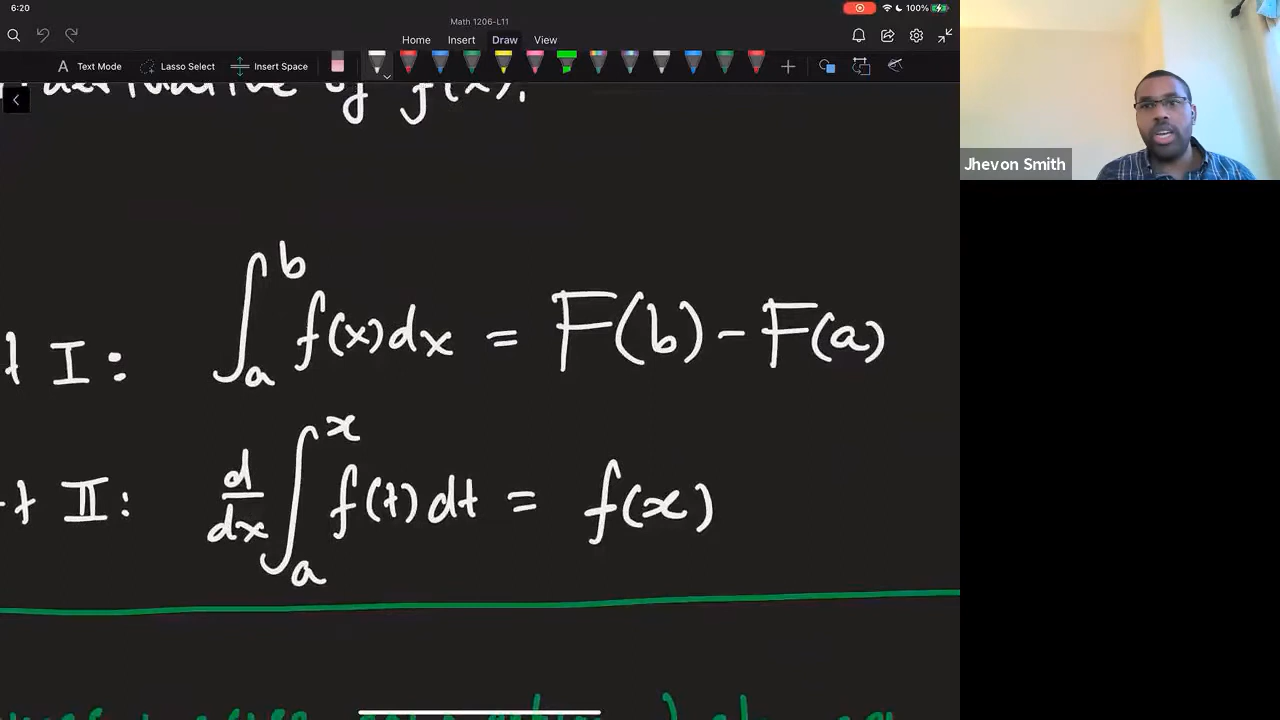 6:20
100%
Math 1206-L11
Home Insert Draw View
Text Mode Lasso Select Insert Space
of f(x).
Jhevon Smith
I: ∫_a^b f(x)dx = F(b) - F(a)
II: d/dx ∫_a^x f(t)dt = f(x)